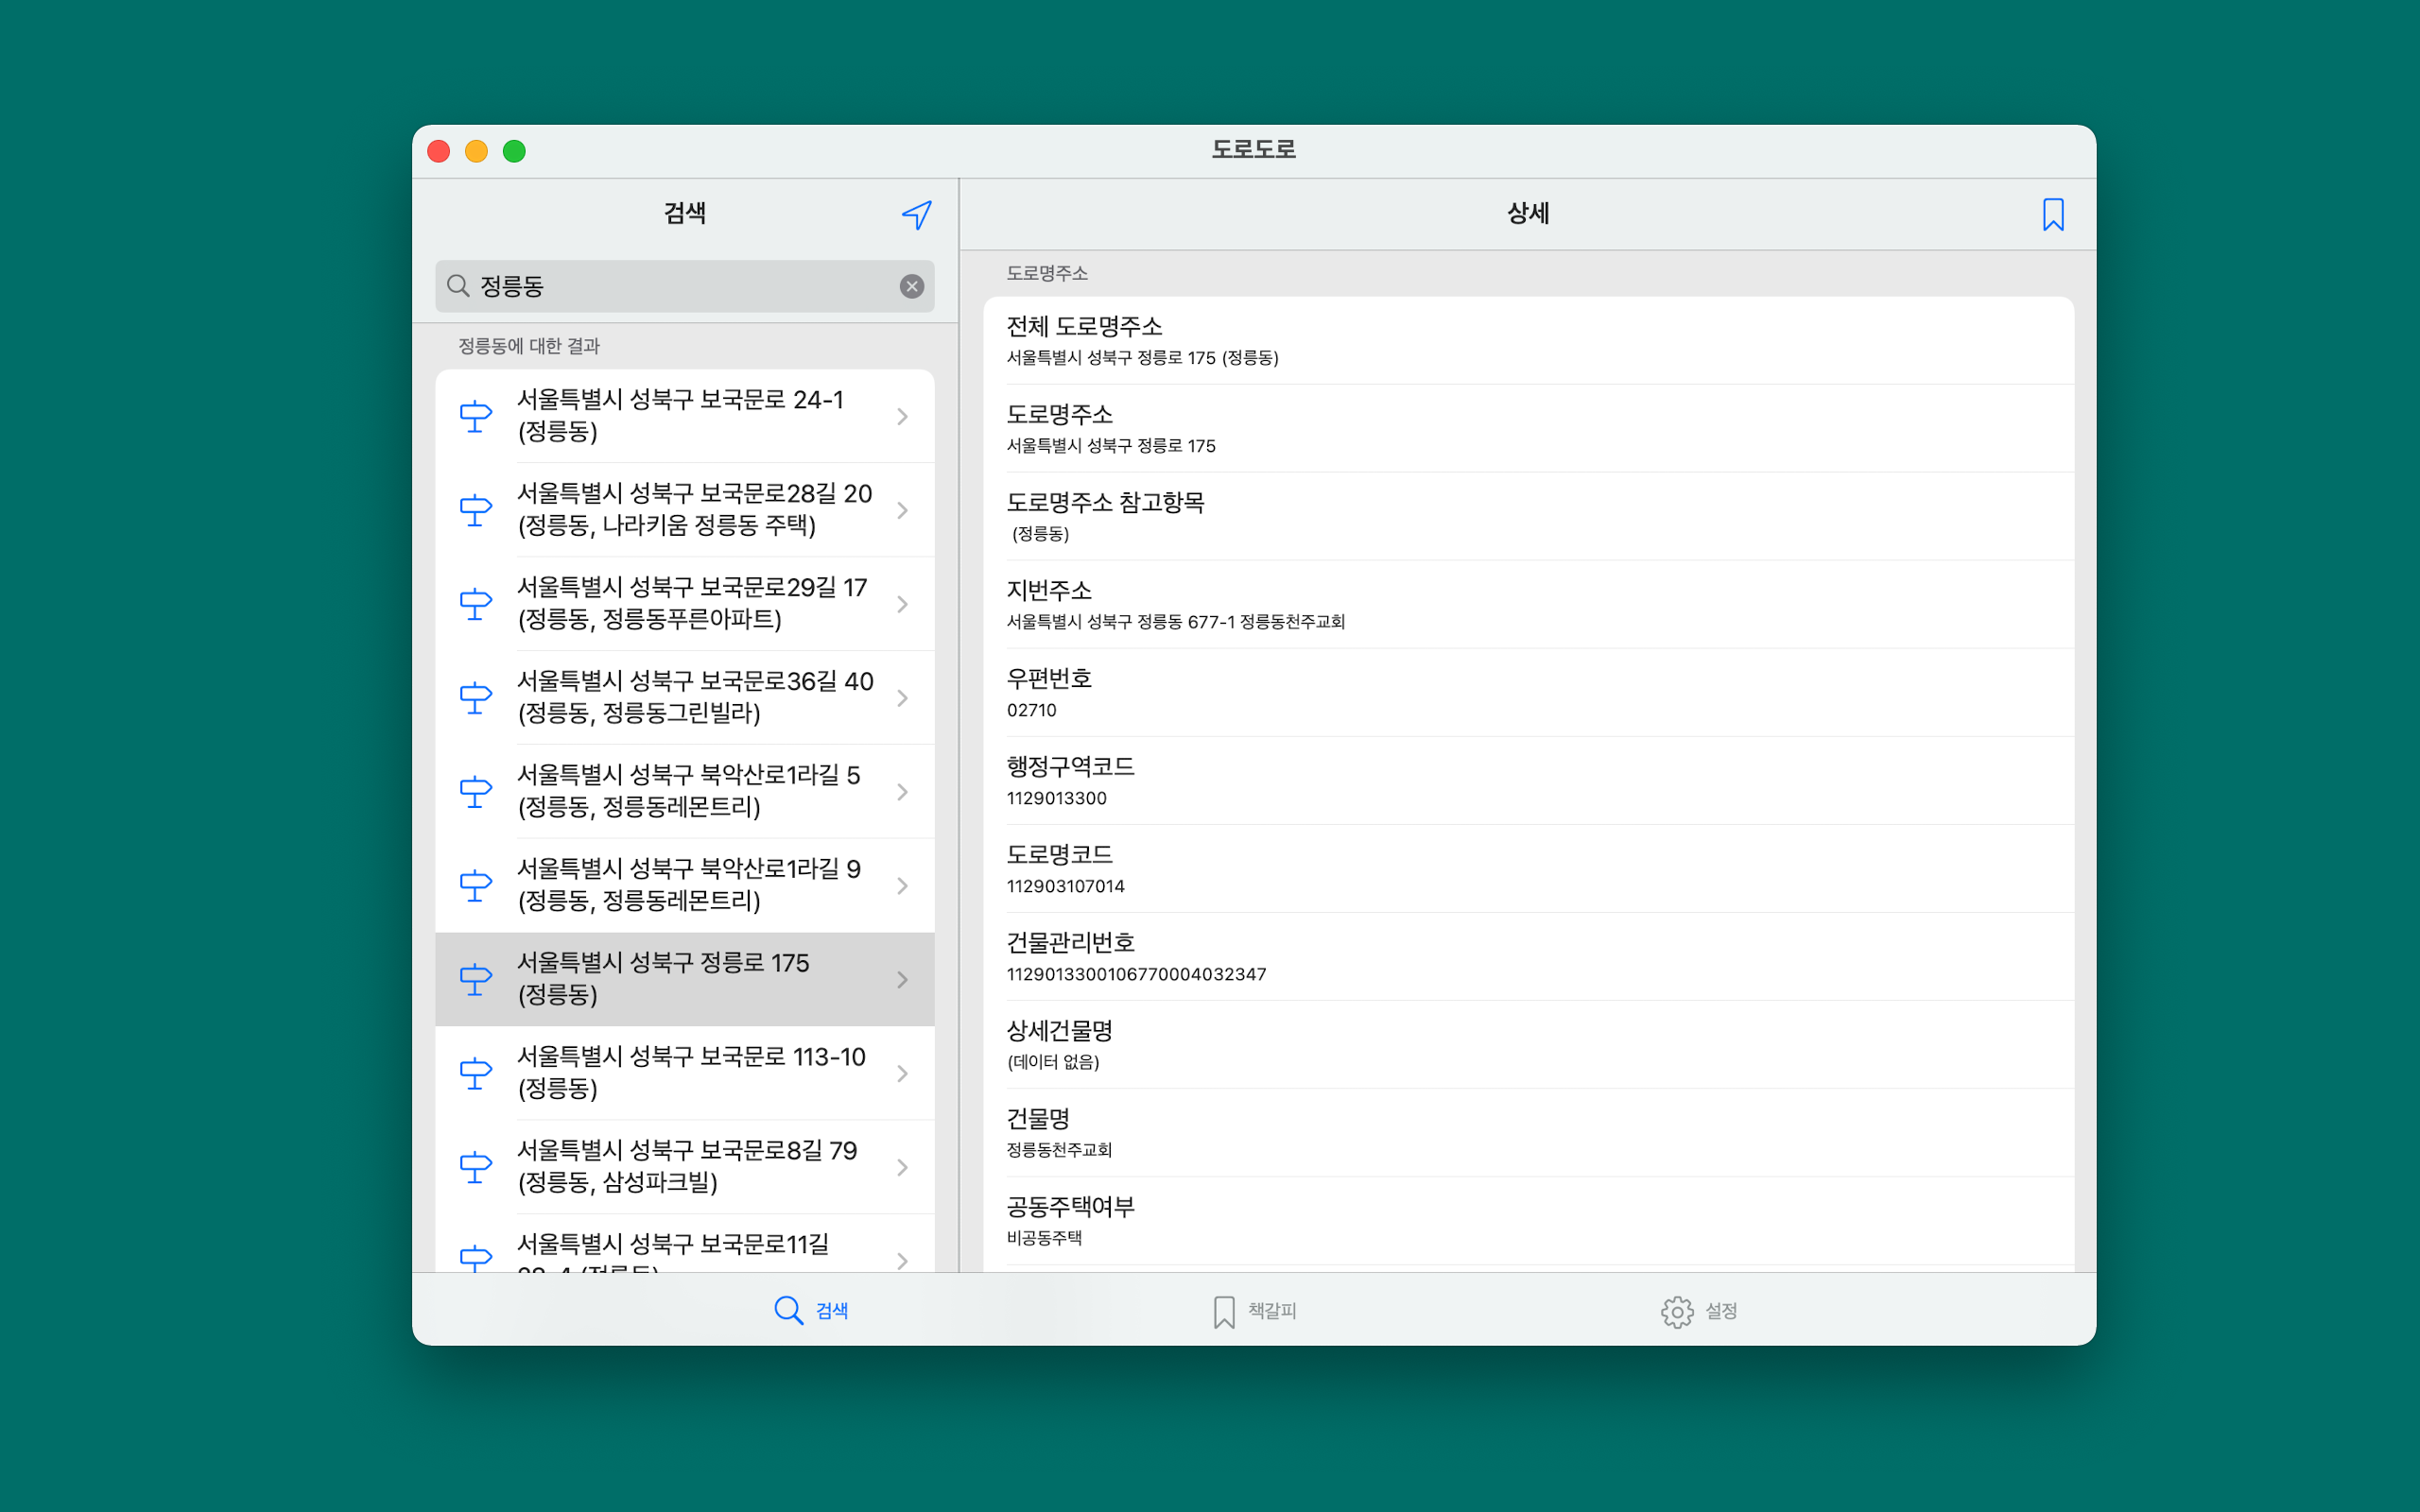 도로도로
검색
정릉동
정릉동에 대한 결과
서울특별시 성북구 보국문로 24-1
(정릉동)
서울특별시 성북구 보국문로28길 20
(정릉동, 나라키움 정릉동 주택)
서울특별시 성북구 보국문로29길 17
(정릉동, 정릉동푸른아파트)
서울특별시 성북구 보국문로36길 40
(정릉동, 정릉동그린빌라)
서울특별시 성북구 북악산로1라길 5
(정릉동, 정릉동레몬트리)
서울특별시 성북구 북악산로1라길 9
(정릉동, 정릉동레몬트리)
서울특별시 성북구 정릉로 175
(정릉동)
서울특별시 성북구 보국문로 113-10
(정릉동)
서울특별시 성북구 보국문로8길 79
(정릉동, 삼성파크빌)
서울특별시 성북구 보국문로11길
상세
도로명주소
전체 도로명주소
서울특별시 성북구 정릉로 175 (정릉동)
도로명주소
서울특별시 성북구 정릉로 175
도로명주소 참고항목
(정릉동)
지번주소
서울특별시 성북구 정릉동 677-1 정릉동천주교회
우편번호
02710
행정구역코드
1129013300
도로명코드
112903107014
건물관리번호
1129013300106770004032347
상세건물명
(데이터 없음)
건물명
정릉동천주교회
공동주택여부
비공동주택
검색
책갈피
설정